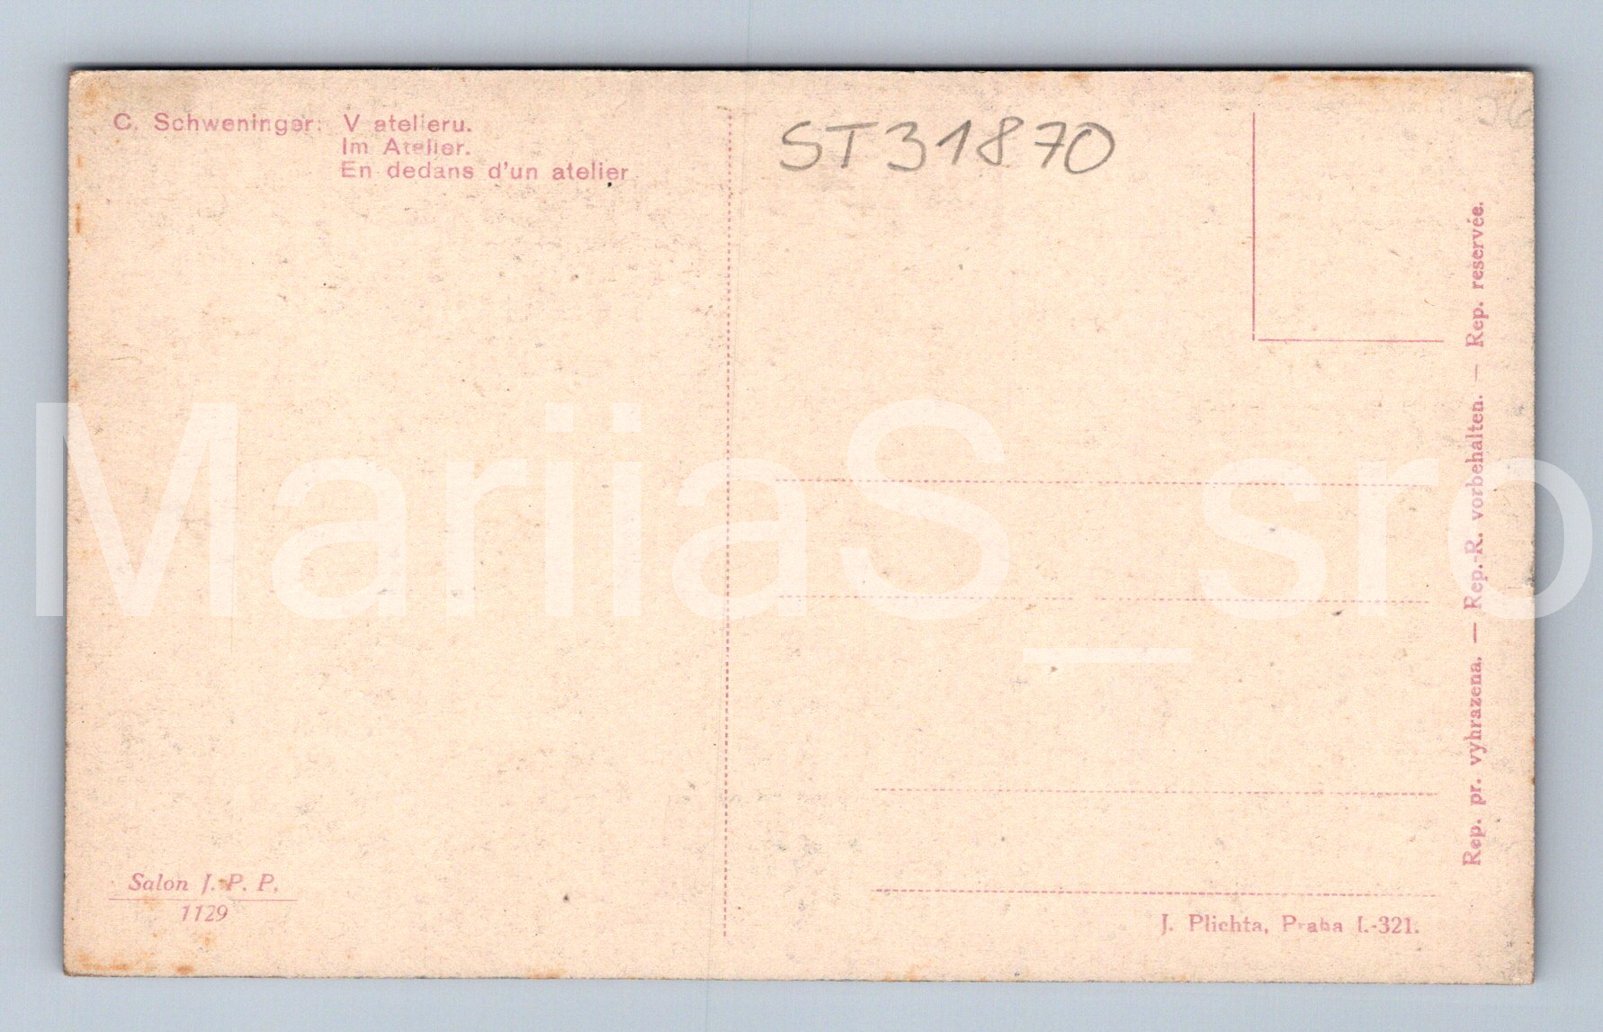 C. Schweninger: V atelieru.
Im Atelier.
En dedans d'un atelier
ST31870
Rep. pr. vyhrazena. — Rep.-R. vorbehalten. — Rep. reservée.
MariiaS_sro
Salon J. P. P.
1129
J. Plichta, Praha I.-321.